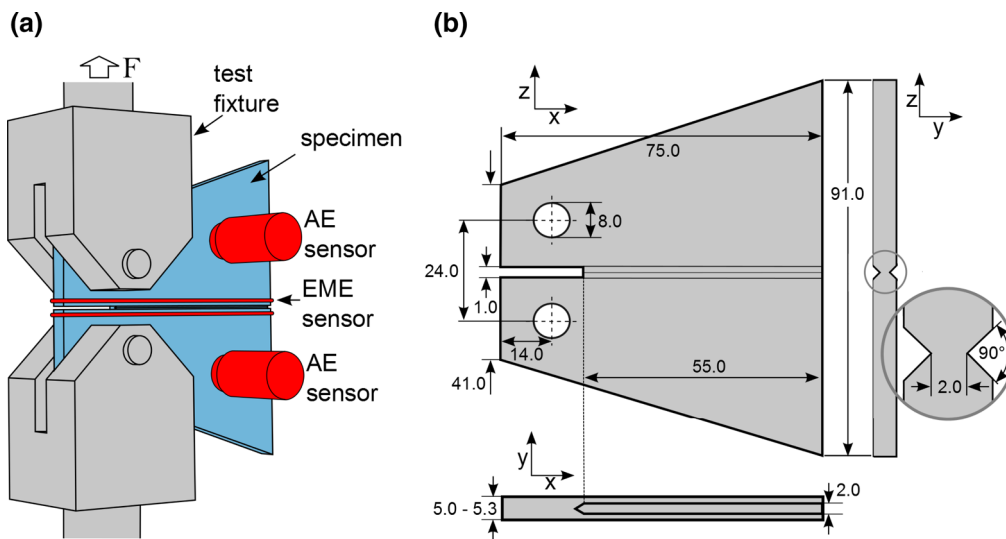 (a)
F
test
fixture
specimen
AE
sensor
EME
sensor
AE
sensor
(b)
z
x
75.0
8.0
24.0
1.0
14.0
41.0
55.0
91.0
z
y
90°
2.0
y
x
5.0 - 5.3
2.0